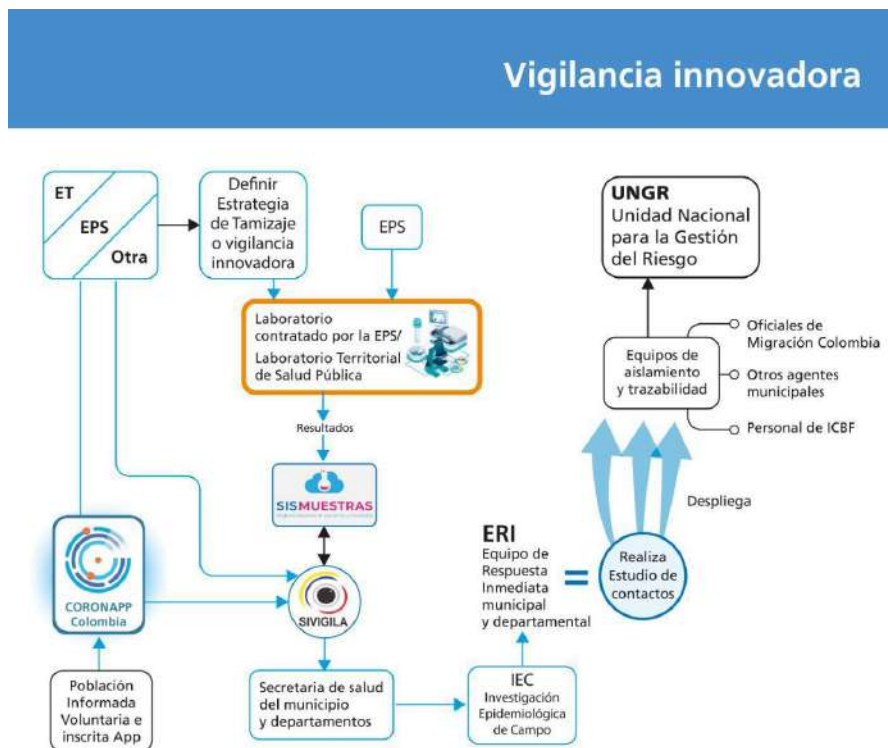 Vigilancia innovadora
ET
EPS
Otra
Definir
Estrategia
de Tamizaje
o vigilancia
innovadora
EPS
Laboratorio
contratado por la EPS/
Laboratorio Territorial
de Salud Pública
Resultados
SISMUESTRAS
SIVIGILA
CORONAPP
Colombia
Población
Informada
Voluntaria e
inscrita App
Secretaria de salud
del municipio
y departamentos
IEC
Investigación
Epidemiológica
de Campo
ERI
Equipo de
Respuesta
Inmediata
municipal
y departamental
=
Realiza
Estudio de
contactos
Despliega
Equipos de
aislamiento
y trazabilidad
Oficiales de
Migración Colombia
Otros agentes
municipales
Personal de ICBF
UNGR
Unidad Nacional
para la Gestión
del Riesgo